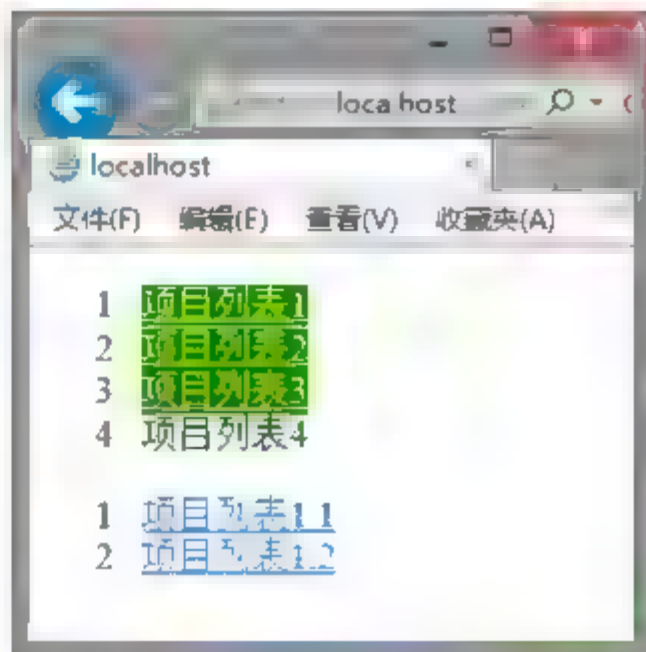 localhost
localhost
文件(F) 编辑(E) 查看(V) 收藏夹(A)
1 项目列表1
2 项目列表2
3 项目列表3
4 项目列表4
1 项目列表1.1
2 项目列表1.2